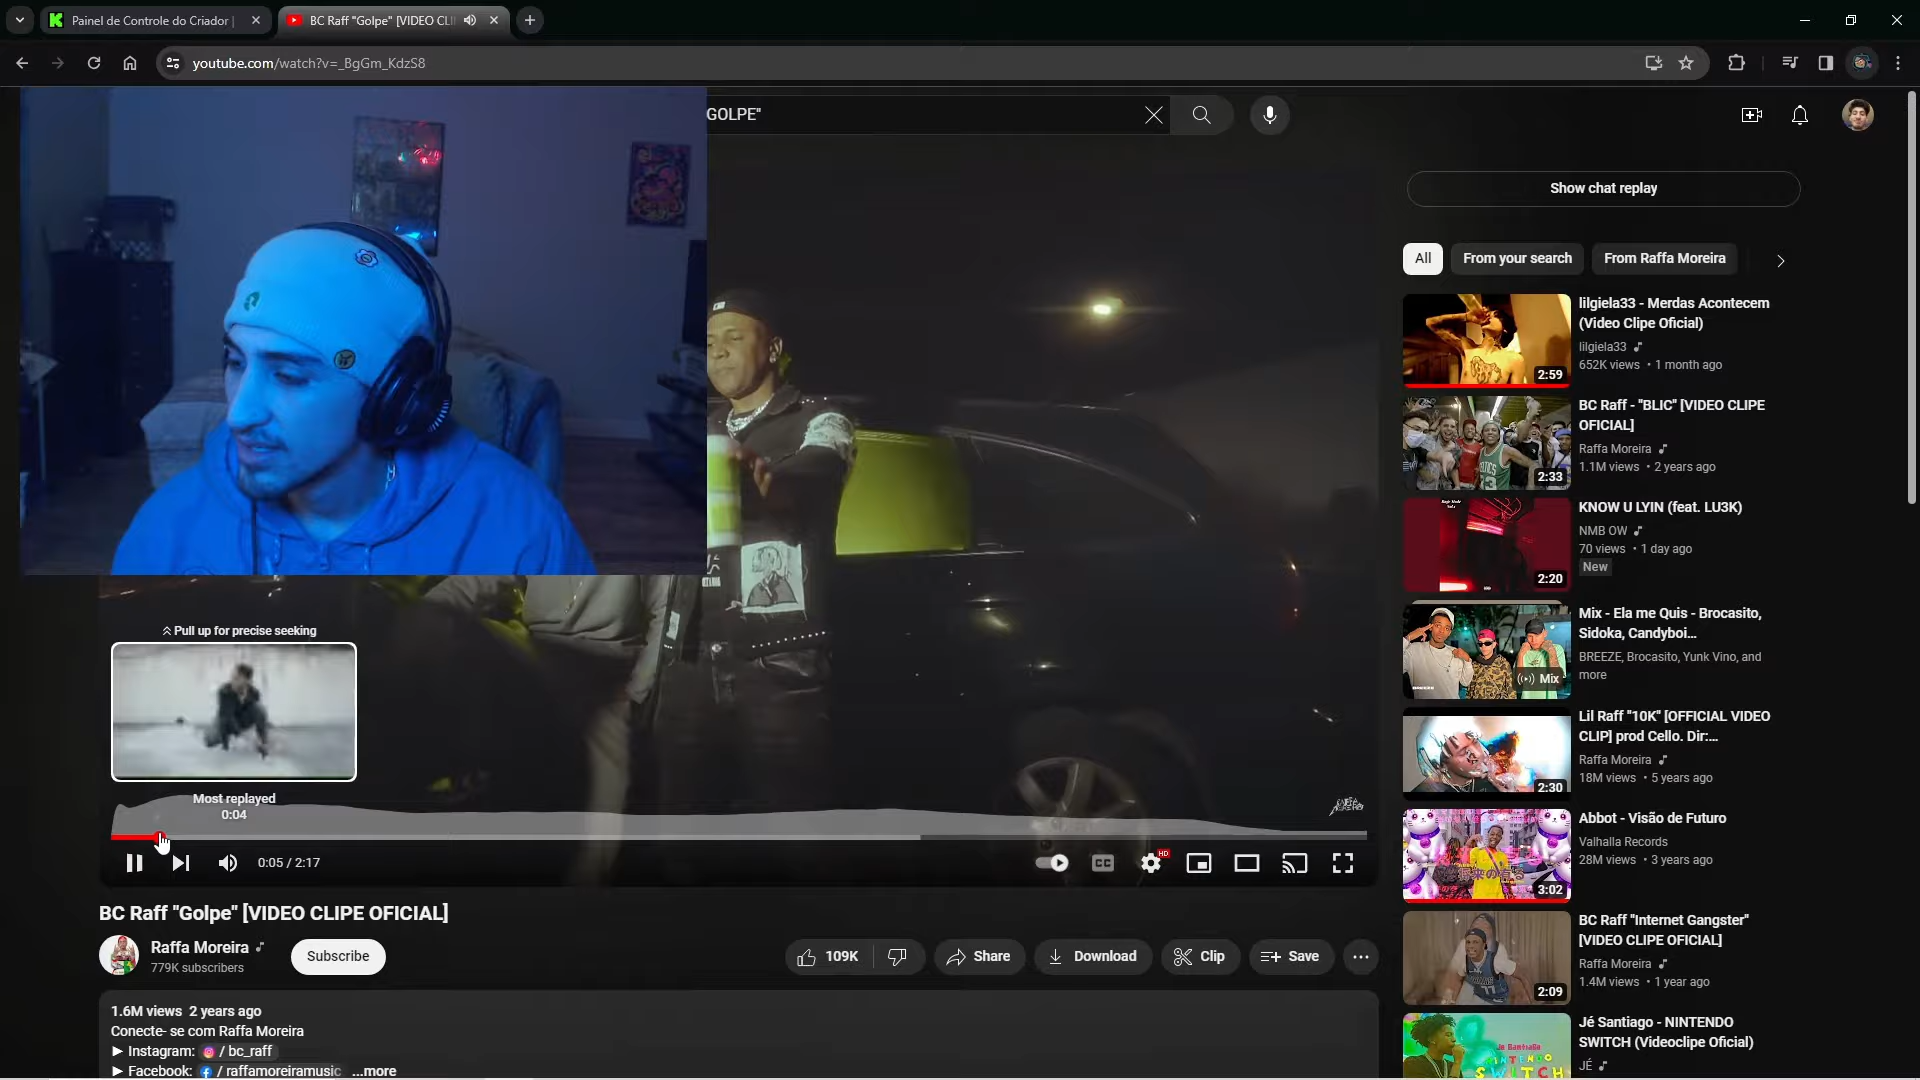 Painel de Controle do Criador |
BC Raff "Golpe" [VIDEO CLI
youtube.com/watch?v=_BgGm_KdzS8
GOLPE"
Show chat replay
All
From your search
From Raffa Moreira
lilgiela33 - Merdas Acontecem
(Video Clipe Oficial)
lilgiela33
652K views • 1 month ago
2:59
BC Raff - "BLIC" [VIDEO CLIPE
OFICIAL]
Raffa Moreira
1.1M views • 2 years ago
2:33
KNOW U LYIN (feat. LU3K)
NMB OW
70 views • 1 day ago
New
2:20
Mix - Ela me Quis - Brocasito,
Sidoka, Candyboi...
BREEZE, Brocasito, Yunk Vino, and
more
Mix
Lil Raff "10K" [OFFICIAL VIDEO
CLIP] prod Cello. Dir:...
Raffa Moreira
18M views • 5 years ago
2:30
Abbot - Visão de Futuro
Valhalla Records
28M views • 3 years ago
3:02
BC Raff "Internet Gangster"
[VIDEO CLIPE OFICIAL]
Raffa Moreira
1.4M views • 1 year ago
2:09
Jé Santiago - NINTENDO
SWITCH (Videoclipe Oficial)
JÉ
Jé Santiago
NINTENDO
SWITCH
Pull up for precise seeking
Most replayed
0:04
0:05 / 2:17
CC
HD
BC Raff "Golpe" [VIDEO CLIPE OFICIAL]
Raffa Moreira
779K subscribers
Subscribe
109K
Share
Download
Clip
Save
1.6M views 2 years ago
Conecte- se com Raffa Moreira
► Instagram: / bc_raff
► Facebook: / raffamoreiramusic ...more